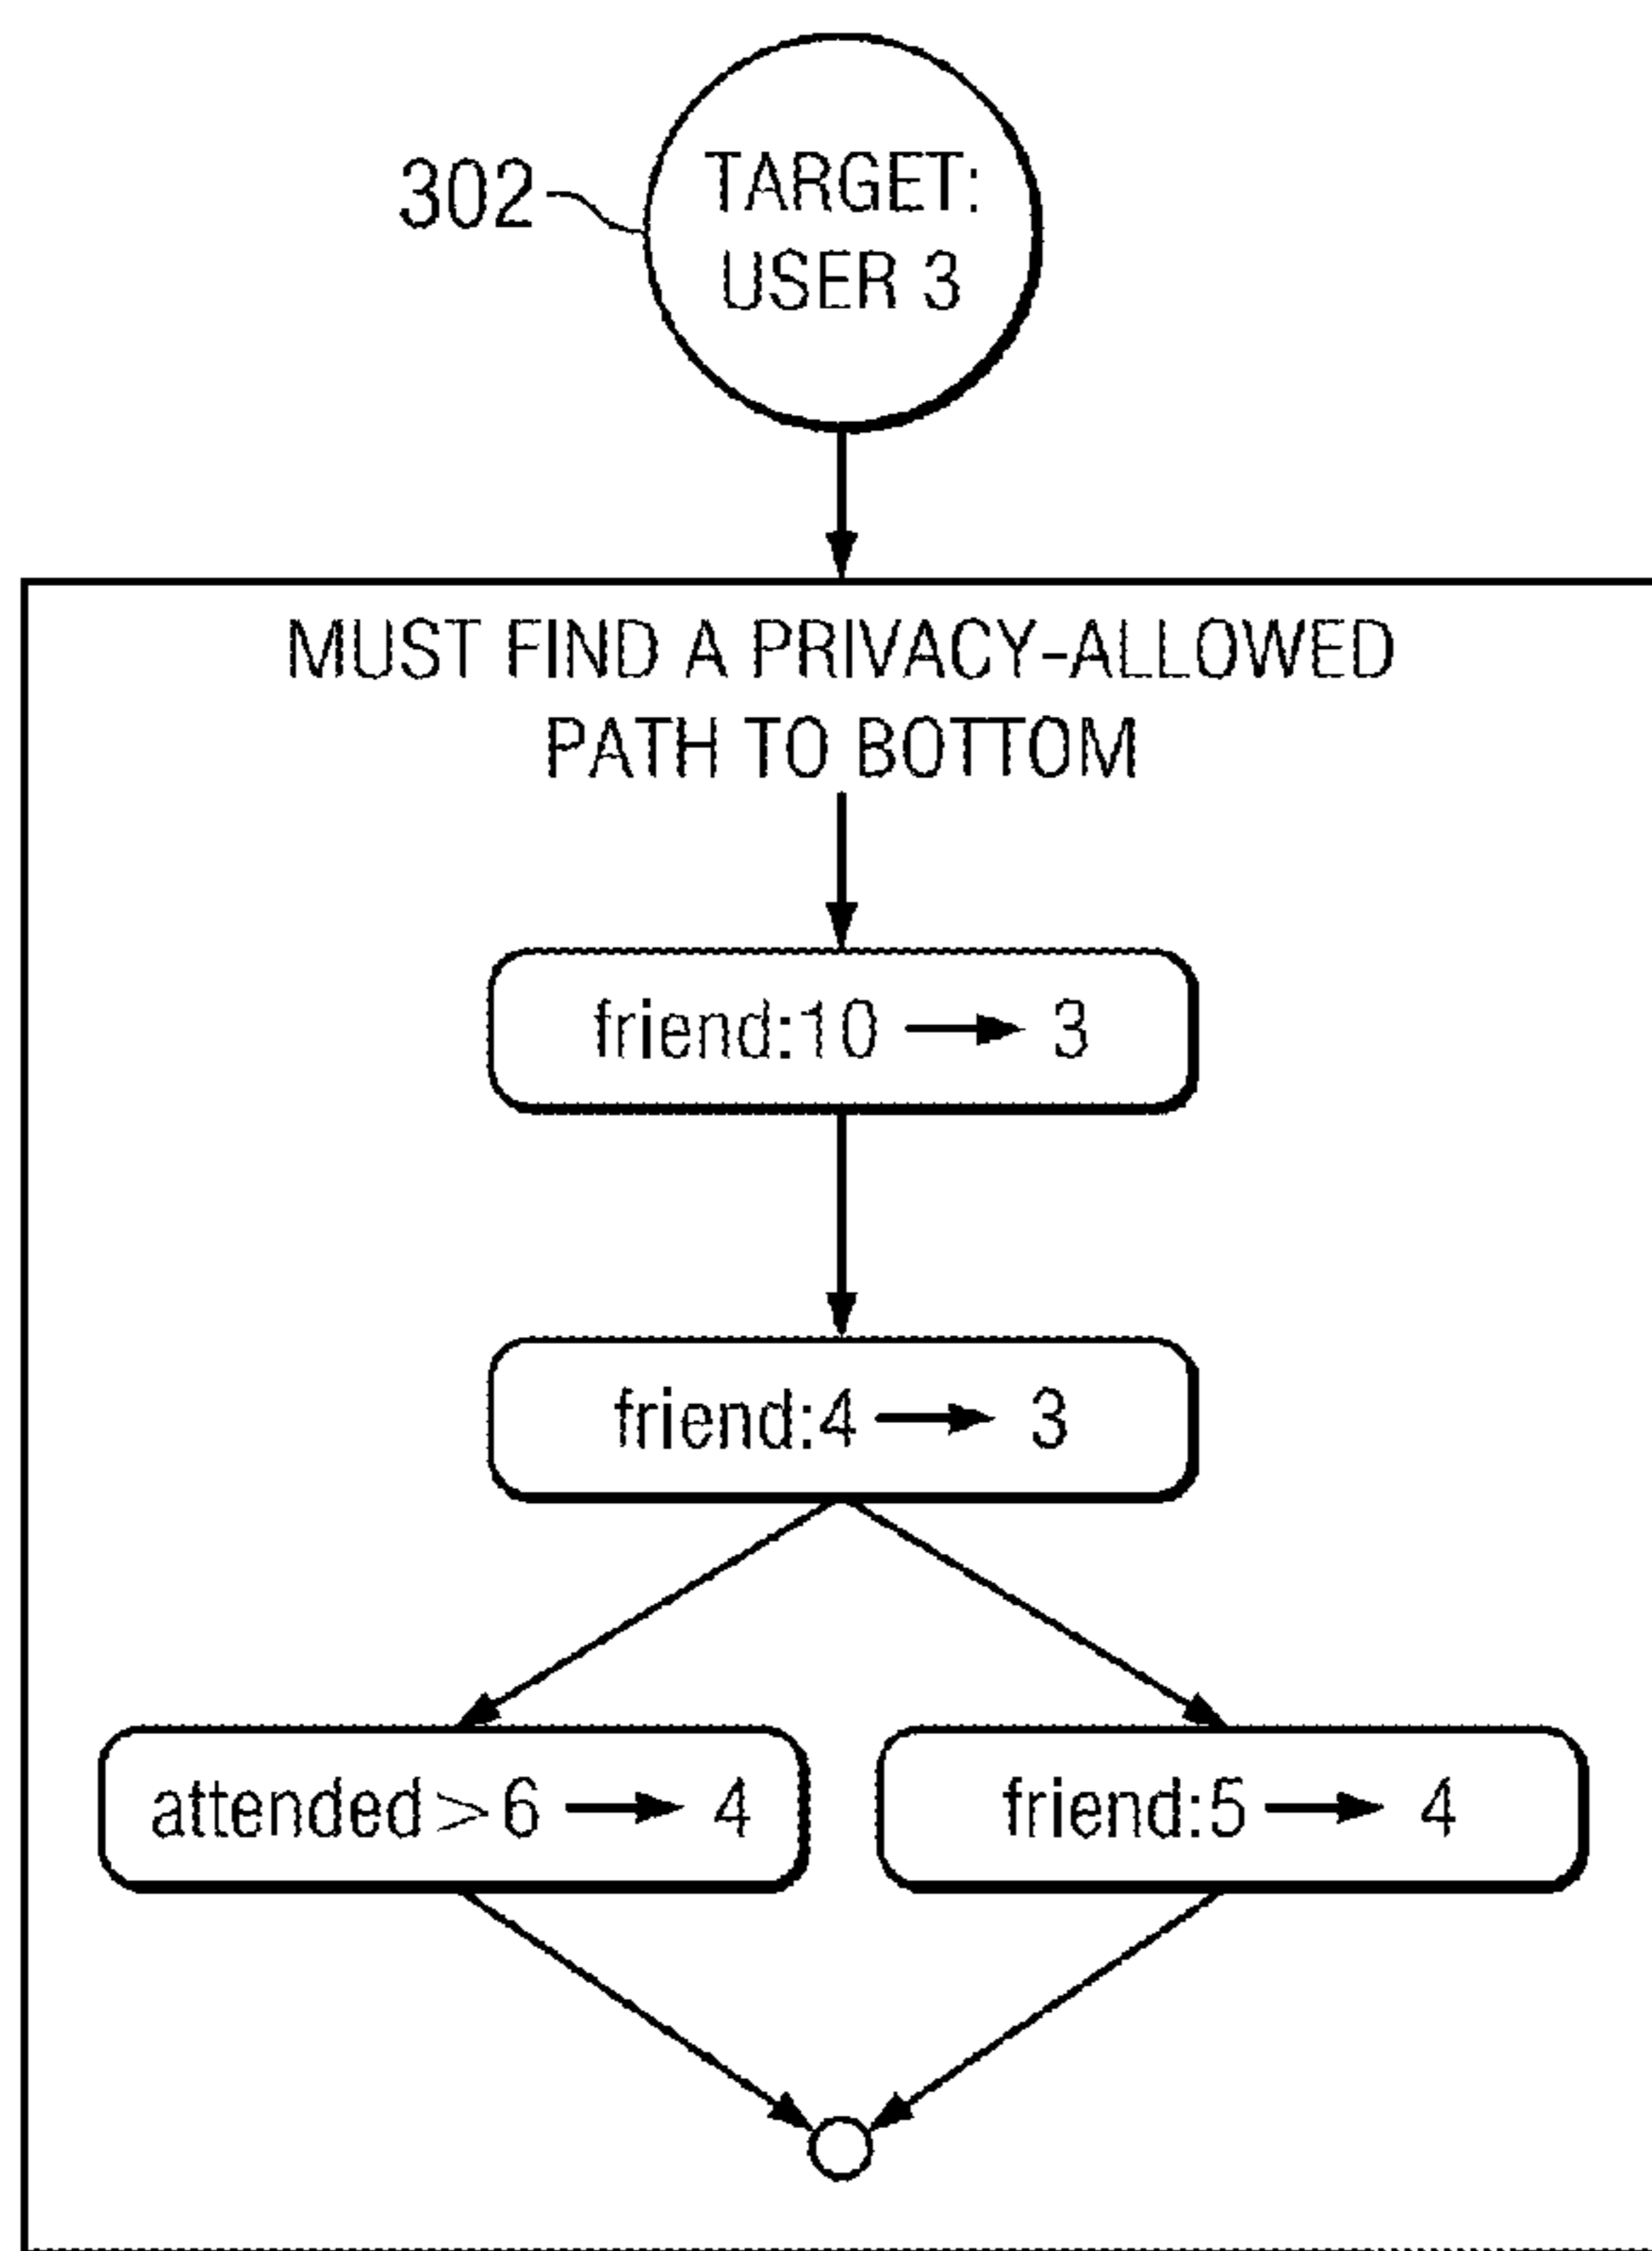 302
TARGET:
USER 3
MUST FIND A PRIVACY-ALLOWED
PATH TO BOTTOM
friend:10 → 3
friend:4 → 3
attended>6 → 4
friend:5 → 4